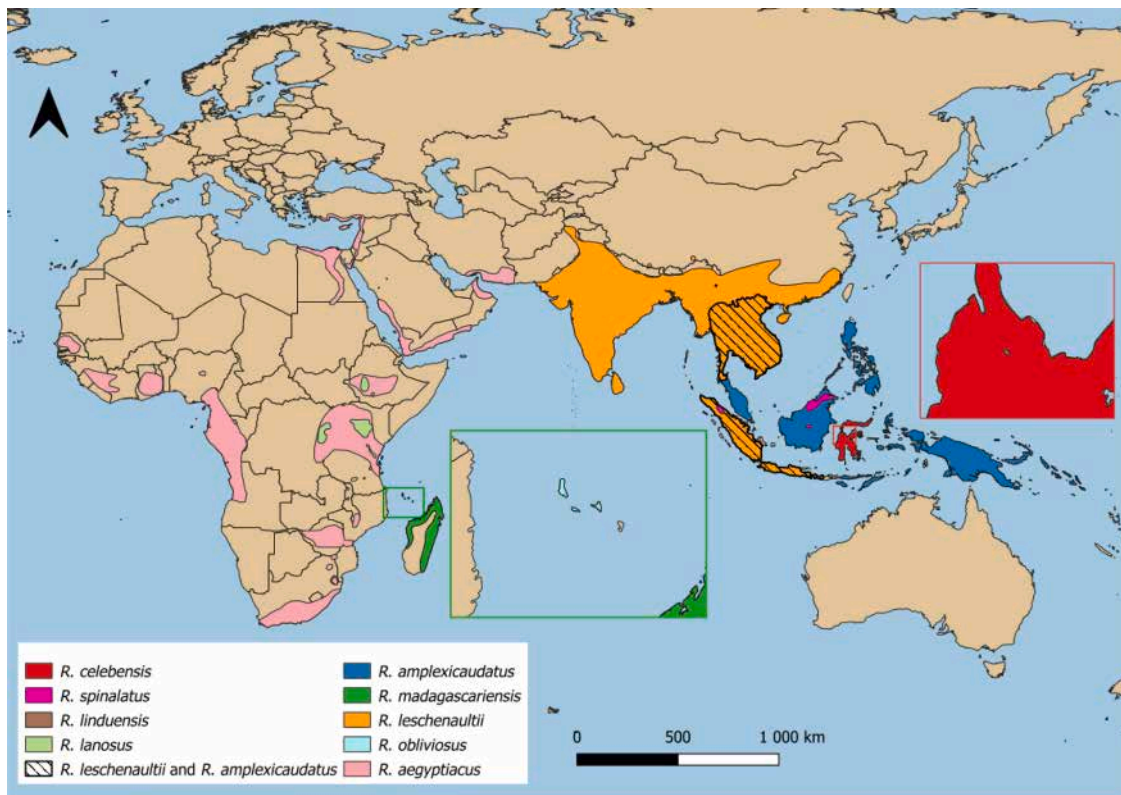 R. celebensis
R. spinalatus
R. linduensis
R. lanosus
R. leschenaultii and R. amplexicaudatus
R. amplexicaudatus
R. madagascariensis
R. leschenaultii
R. obliviosus
R. aegyptiacus
0 500 1 000 km